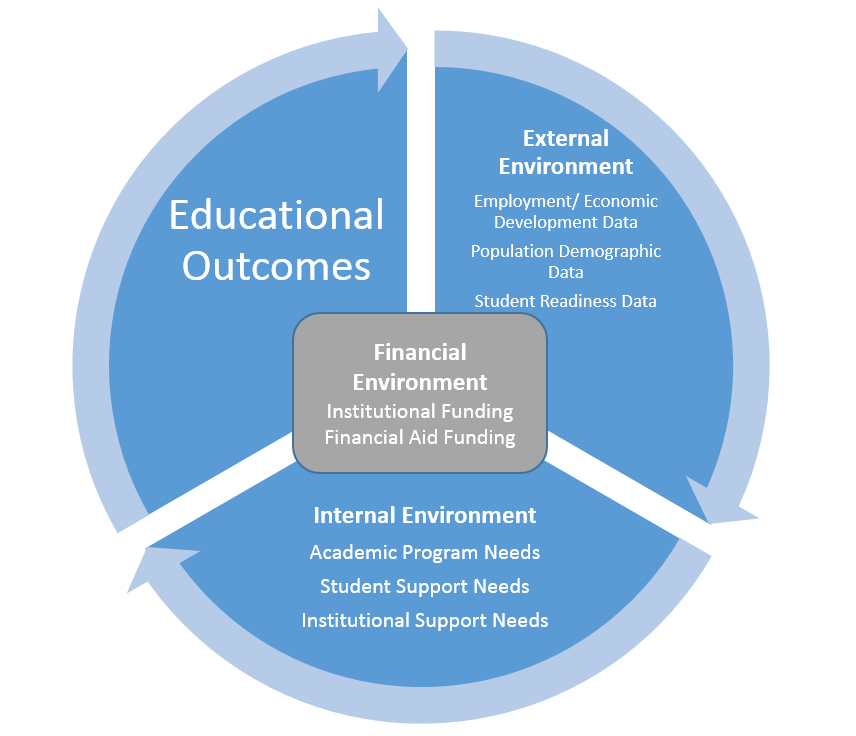 Educational
Outcomes
External
Environment
Employment/ Economic
Development Data
Population Demographic
Data
Student Readiness Data
Financial
Environment
Institutional Funding
Financial Aid Funding
Internal Environment
Academic Program Needs
Student Support Needs
Institutional Support Needs